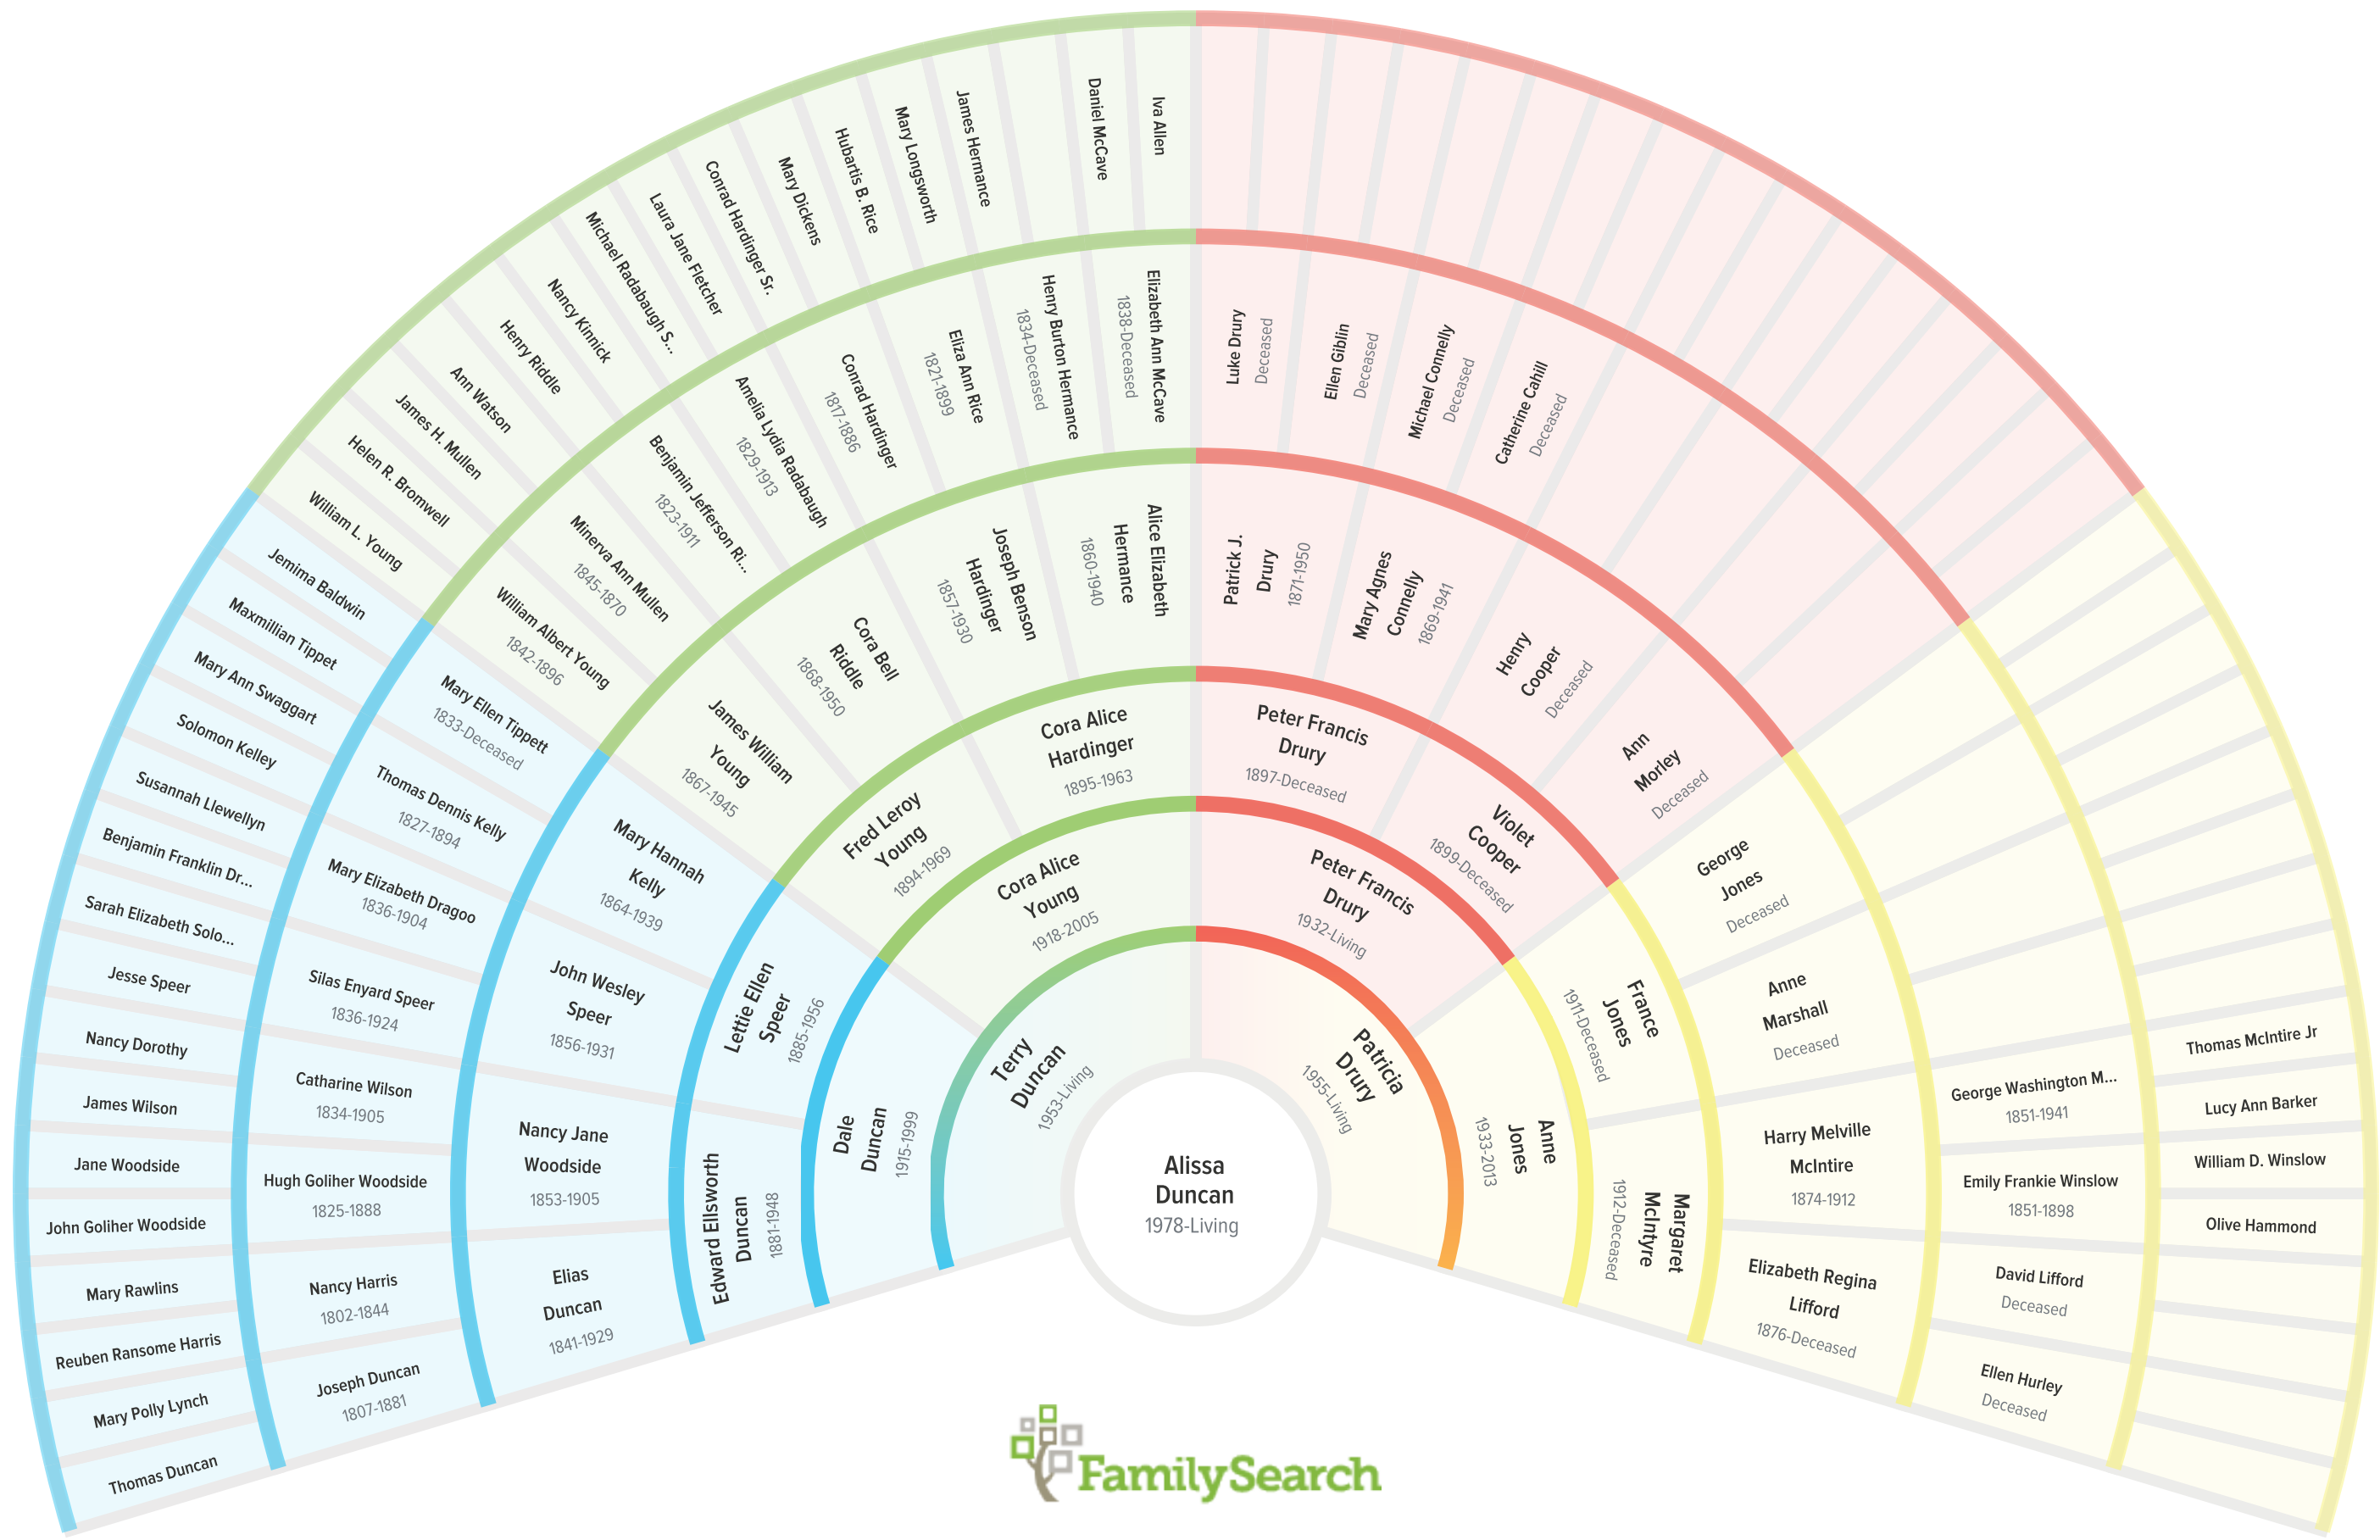 Alissa
Duncan
1978-Living
Terry
Duncan
1953-Living
Patricia
Drury
1955-Living
Dale
Duncan
1915-1999
Cora Alice
Young
1918-2005
Peter Francis
Drury
1932-Living
Anne
Jones
1933-2013
Edward Ellsworth
Duncan
1881-1948
Lettie Ellen
Speer
1885-1956
Fred Leroy
Young
1894-1969
Cora Alice
Hardinger
1895-1963
Peter Francis
Drury
1897-Deceased
Violet
Cooper
1899-Deceased
France
Jones
1911-Deceased
Margaret
McIntyre
1912-Deceased
Elias
Duncan
1841-1929
Nancy Jane
Woodside
1853-1905
John Wesley
Speer
1856-1931
Mary Hannah
Kelly
1864-1939
James William
Young
1867-1945
Cora Bell
Riddle
1868-1950
Joseph Benson
Hardinger
1857-1930
Alice Elizabeth
Hermance
1860-1940
Patrick J.
Drury
1871-1950
Mary Agnes
Connelly
1869-1941
Henry
Cooper
Deceased
Ann
Morley
Deceased
George
Jones
Deceased
Anne
Marshall
Deceased
Harry Melville
McIntire
1874-1912
Elizabeth Regina
Lifford
1876-Deceased
Joseph Duncan
1807-1881
Nancy Harris
1802-1844
Hugh Goliher Woodside
1825-1888
Catharine Wilson
1834-1905
Silas Enyard Speer
1836-1924
Mary Elizabeth Dragoo
1836-1904
Thomas Dennis Kelly
1827-1894
Mary Ellen Tippett
1833-Deceased
William Albert Young
1842-1896
Minerva Ann Mullen
1845-1870
Benjamin Jefferson Ri...
1823-1911
Amelia Lydia Radabaugh
1829-1913
Conrad Hardinger
1817-1886
Eliza Ann Rice
1821-1899
Henry Burton Hermance
1834-Deceased
Elizabeth Ann McCave
1838-Deceased
Luke Drury
Deceased
Ellen Giblin
Deceased
Michael Connelly
Deceased
Catherine Cahill
Deceased
George Washington M...
1851-1941
Emily Frankie Winslow
1851-1898
David Lifford
Deceased
Ellen Hurley
Deceased
Thomas Duncan
Mary Polly Lynch
Reuben Ransome Harris
Mary Rawlins
John Goliher Woodside
Jane Woodside
James Wilson
Nancy Dorothy
Jesse Speer
Sarah Elizabeth Solo...
Benjamin Franklin Dr...
Susannah Llewellyn
Solomon Kelley
Mary Ann Swaggart
Maxmillian Tippet
Jemima Baldwin
William L. Young
Helen R. Bromwell
James H. Mullen
Ann Watson
Henry Riddle
Nancy Kinnick
Michael Radabaugh S...
Laura Jane Fletcher
Conrad Hardinger Sr.
Mary Dickens
Hubartis B. Rice
Mary Longsworth
James Hermance
Daniel McCave
Iva Allen
Thomas McIntire Jr
Lucy Ann Barker
William D. Winslow
Olive Hammond
FamilySearch